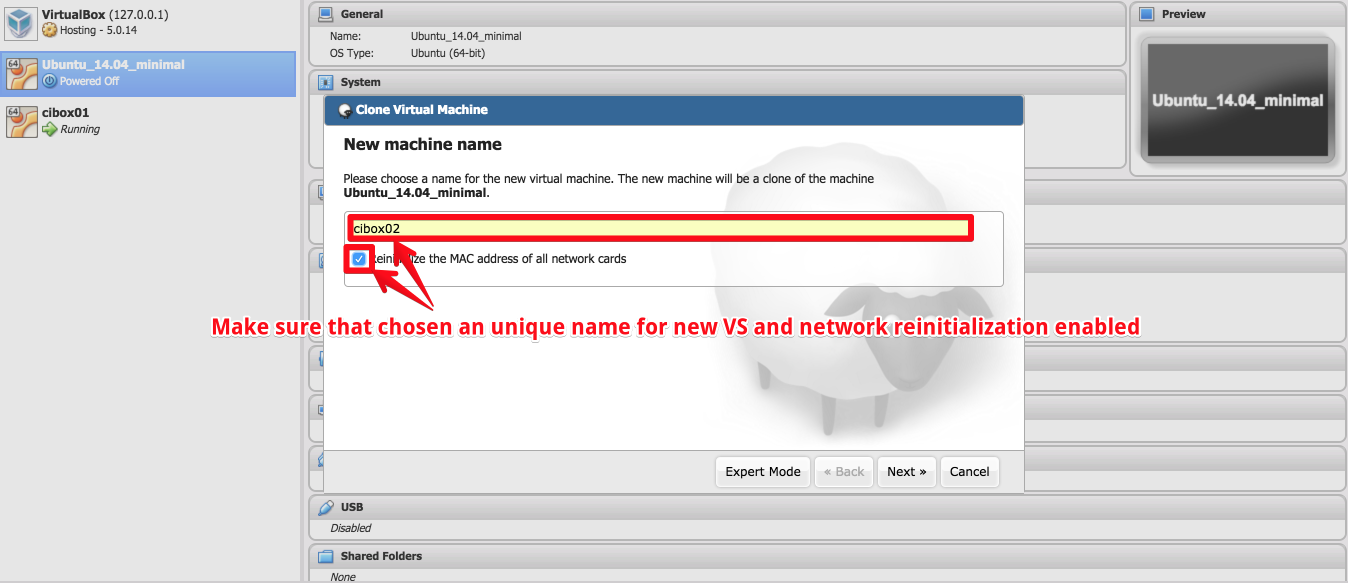 VirtualBox (127.0.0.1)
Hosting - 5.0.14
64
Ubuntu_14.04_minimal
Powered Off
64
cibox01
Running
General
Name: Ubuntu_14.04_minimal
OS Type: Ubuntu (64-bit)
System
Preview
Ubuntu_14.04_minimal
Clone Virtual Machine
New machine name
Please choose a name for the new virtual machine. The new machine will be a clone of the machine
Ubuntu_14.04_minimal.
cibox02
the MAC address of all network cards
Make sure that chosen an unique name for new VS and network reinitialization enabled
Expert Mode
« Back
Next »
Cancel
USB
Disabled
Shared Folders
None